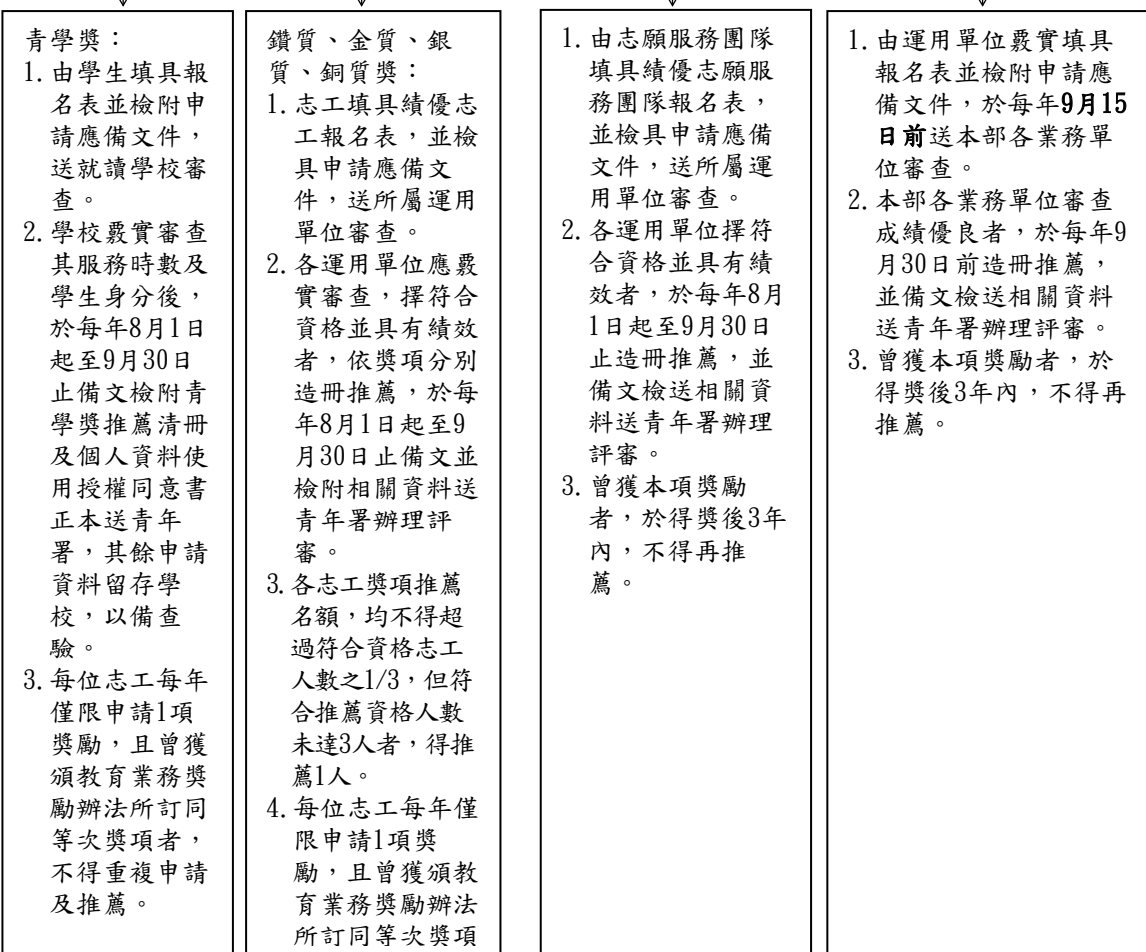 青學獎：
1.由學生填具報
名表並檢附申
請應備文件，
送就讀學校審
查。
2.學校覈實審查
其服務時數及
學生身分後，
於每年8月1日
起至9月30日
止備文檢附青
學獎推薦清冊
及個人資料使
用授權同意書
正本送青年
署，其餘申請
資料留存學
校，以備查
驗。
3.每位志工每年
僅限申請1項
獎勵，且曾獲
頒教育業務獎
勵辦法所訂同
等次獎項者，
不得重複申請
及推薦。
鑽質、金質、銀
質、銅質獎：
1.志工填具績優志
工報名表，並檢
具申請應備文
件，送所屬運用
單位審查。
2.各運用單位應覈
實審查，擇符合
資格並具有績效
者，依獎項分別
造冊推薦，於每
年8月1日起至9
月30日止備文並
檢附相關資料送
青年署辦理評
審。
3.各志工獎項推薦
名額，均不得超
過符合資格志工
人數之1/3，但符
合推薦資格人數
未達3人者，得推
薦1人。
4.每位志工每年僅
限申請1項獎
勵，且曾獲頒教
育業務獎勵辦法
所訂同等次獎項
1.由志願服務團隊
填具績優志願服
務團隊報名表，
並檢具申請應備
文件，送所屬運
用單位審查。
2.各運用單位擇符
合資格並具有績
效者，於每年8月
1日起至9月30日
止造冊推薦，並
備文檢送相關資
料送青年署辦理
評審。
3.曾獲本項獎勵
者，於得獎後3年
內，不得再推
薦。
1.由運用單位覈實填具
報名表並檢附申請應
備文件，於每年9月15
日前送本部各業務單
位審查。
2.本部各業務單位審查
成績優良者，於每年9
月30日前造冊推薦，
並備文檢送相關資料
送青年署辦理評審。
3.曾獲本項獎勵者，於
得獎後3年內，不得再
推薦。